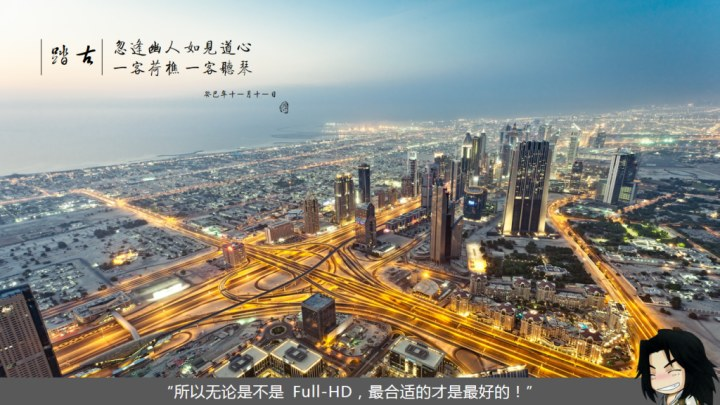 踏古
忽逢幽人如見道心
一客荷樵一客聽琴
癸巳年十一月十一日
“所以无论是不是 Full-HD，最合适的才是最好的！”